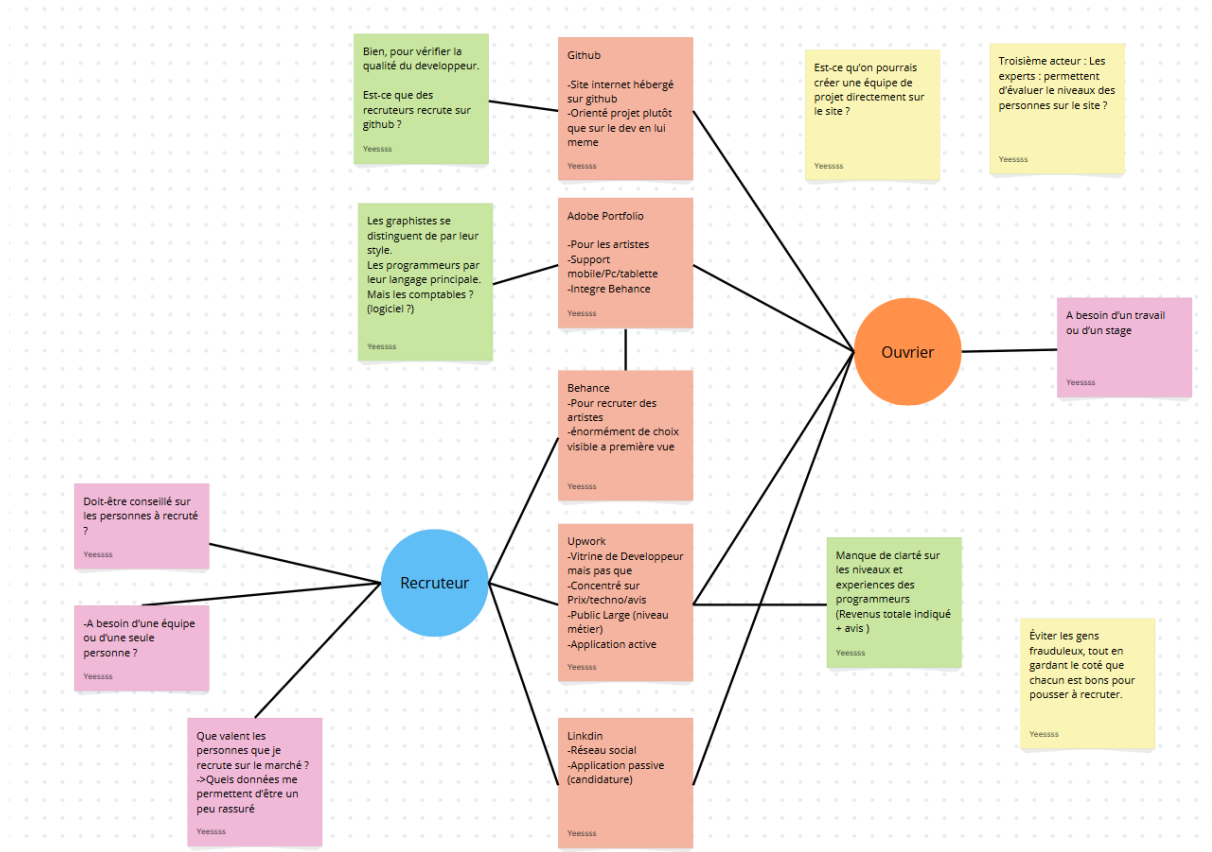 Bien, pour vérifier la
qualité du developpeur.
Est-ce que des
recruteurs recrute sur
github ?
Yeessss
Github
-Site internet hébergé
sur github
-Orienté projet plutôt
que sur le dev en lui
meme
Yeessss
Est-ce qu'on pourrais
créer une équipe de
projet directement sur
le site ?
Yeessss
Troisième acteur : Les
experts : permettent
d'évaluer le niveaux des
personnes sur le site ?
Yeessss
Les graphistes se
distinguent de par leur
style.
Les programmeurs par
leur langage principale.
Mais les comptables ?
(logiciel ?)
Yeessss
Adobe Portfolio
-Pour les artistes
-Support
mobile/Pc/tablette
-Integre Behance
Yeessss
Ouvrier
A besoin d'un travail
ou d'un stage
Yeessss
Behance
-Pour recruter des
artistes
-énormément de choix
visible a première vue
Yeessss
Doit-être conseillé sur
les personnes à recruté
?
Yeessss
Recruteur
-A besoin d'une équipe
ou d'une seule
personne ?
Yeessss
Upwork
-Vitrine de Developpeur
mais pas que
-Concentré sur
Prix/techno/avis
-Public Large (niveau
métier)
-Application active
Yeessss
Manque de clarté sur
les niveaux et
experiences des
programmeurs
(Revenus totale indiqué
+ avis )
Yeessss
Éviter les gens
frauduleux, tout en
gardant le coté que
chacun est bons pour
pousser à recruter.
Yeessss
Que valent les
personnes que je
recrute sur le marché ?
->Quels données me
permettent d'être un
peu rassuré
Yeessss
Linkdin
-Réseau social
-Application passive
(candidature)
Yeessss